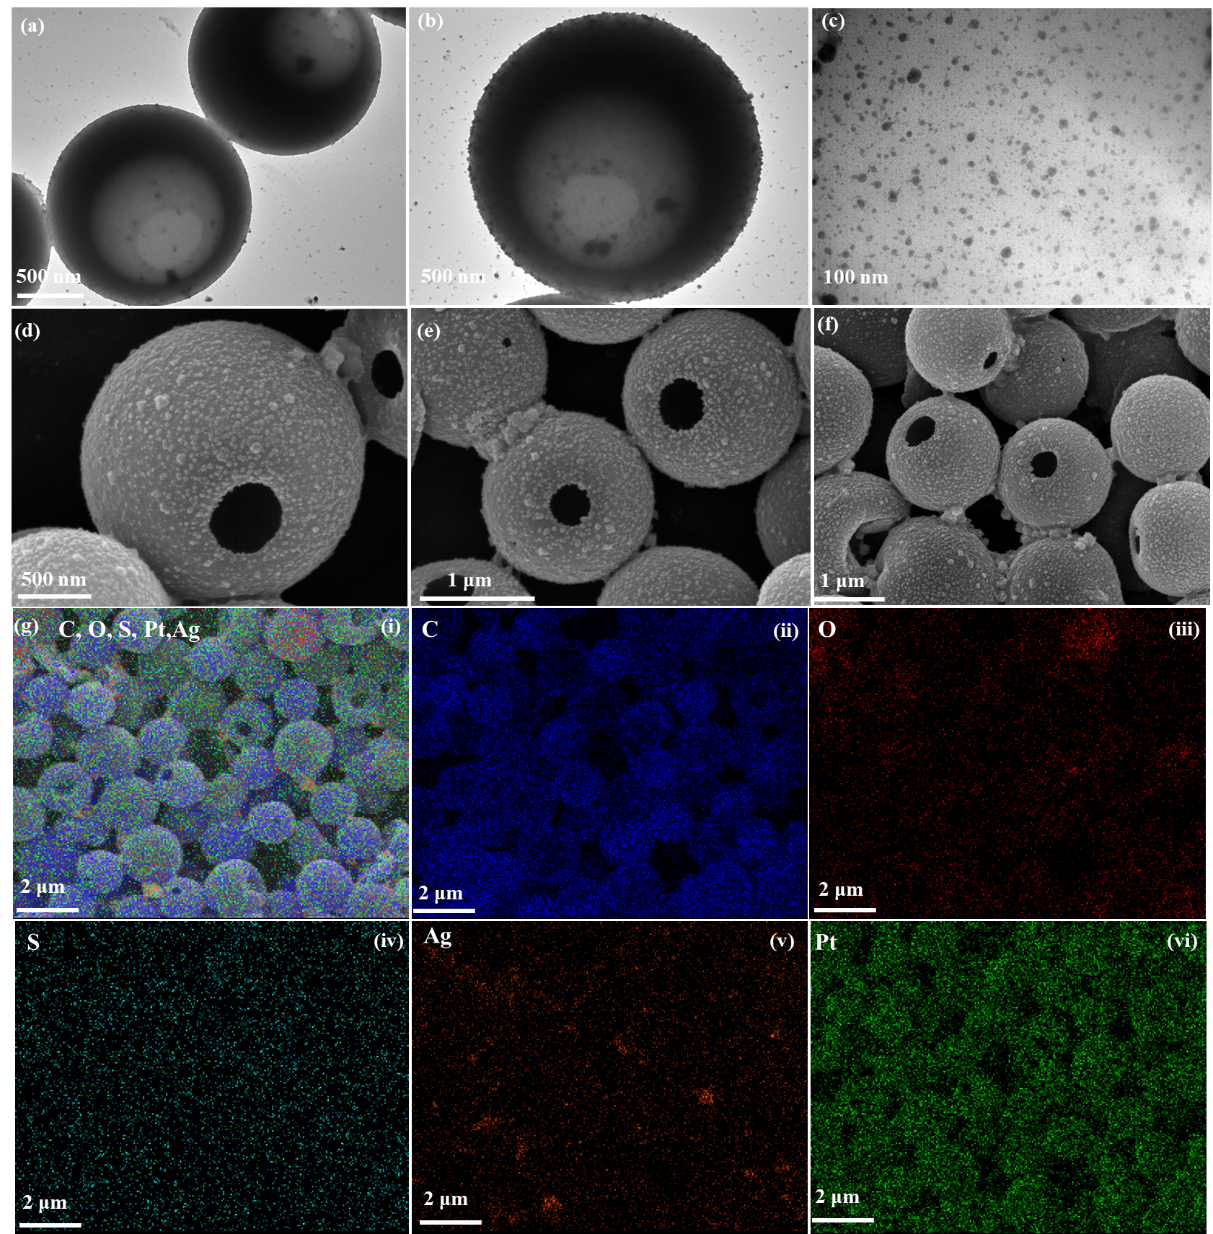 (a)
500 nm
(b)
500 nm
(c)
100 nm
(d)
500 nm
(e)
1 μm
(f)
1 μm
(g) C, O, S, Pt,Ag (i)
2 μm
C (ii)
2 μm
O (iii)
2 μm
S (iv)
2 μm
Ag (v)
2 μm
Pt (vi)
2 μm